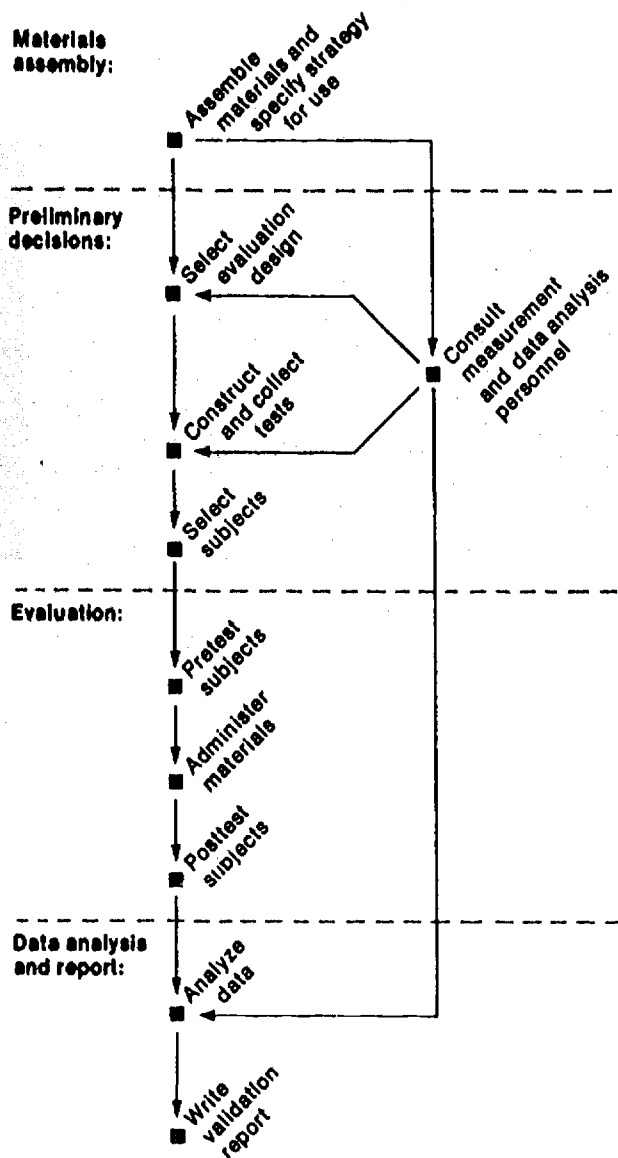 Materials
assembly:
Assemble
materials and
specify strategy
for use
Preliminary
decisions:
Select
evaluation
design
Consult
measurement
and data analysis
personnel
Construct
and collect
tests
Select
subjects
Evaluation:
Pretest
subjects
Administer
materials
Posttest
subjects
Data analysis
and report:
Analyze
data
Write
validation
report